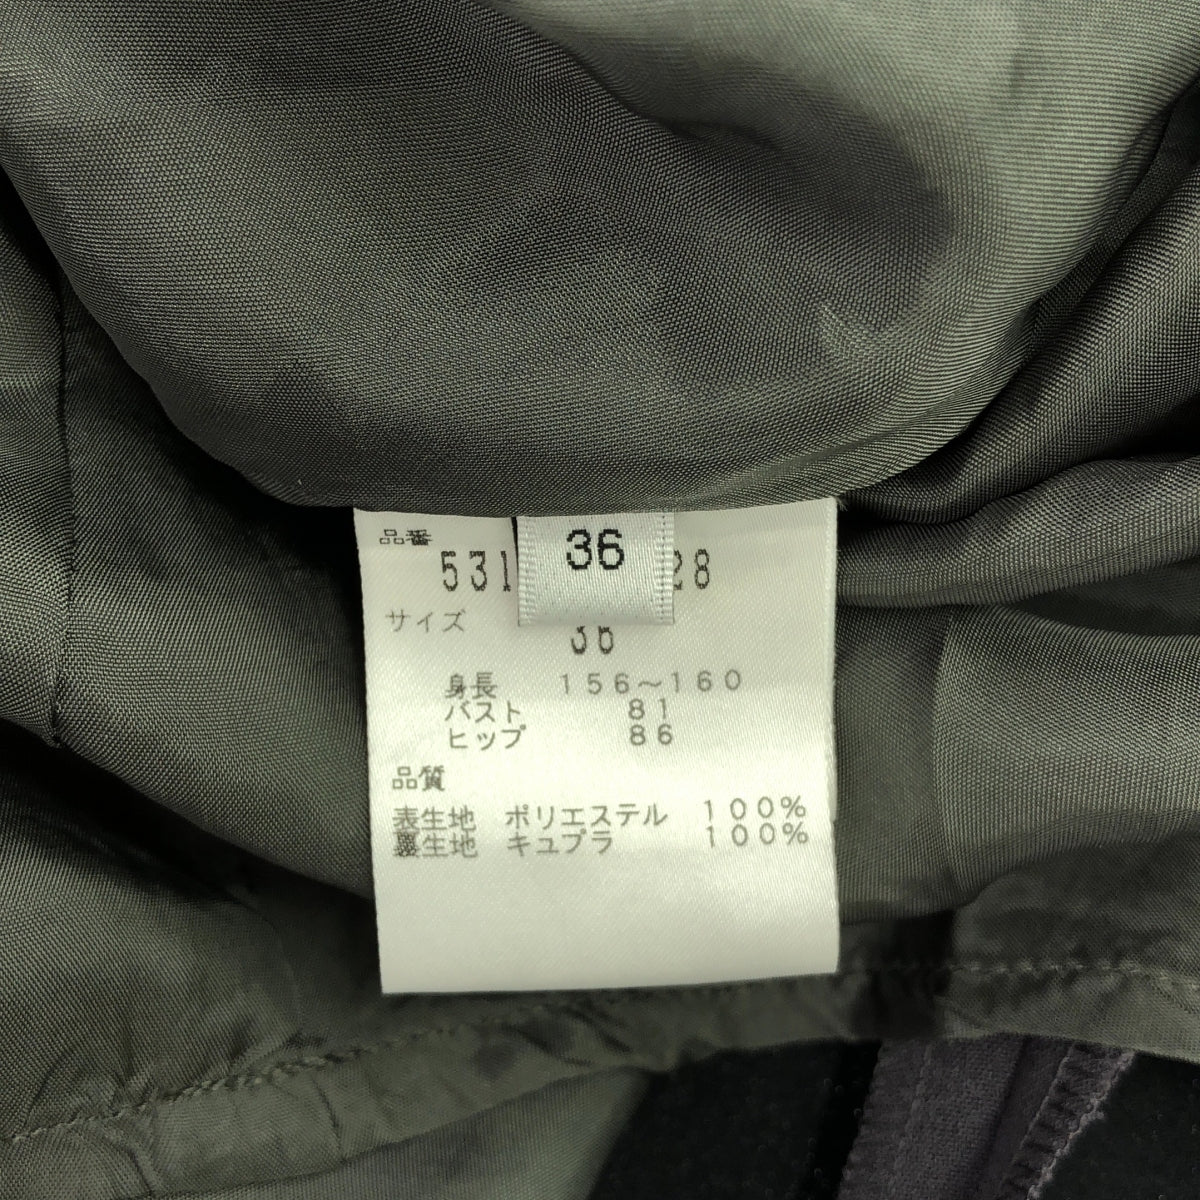 品番
36
サイズ
36
身長 156~160
バスト 81
ヒップ 86
品質
表生地 ポリエステル 100%
裏生地 キュプラ 100%